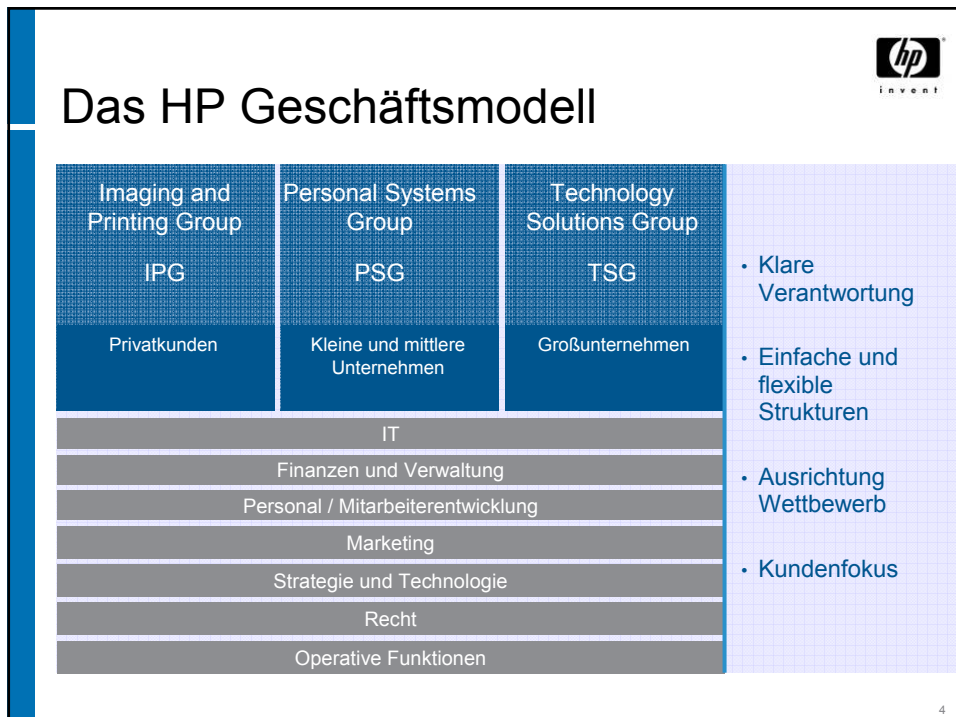 hp
invent
Das HP Geschäftsmodell
Imaging and
Printing Group
IPG
Personal Systems
Group
PSG
Technology
Solutions Group
TSG
Privatkunden
Kleine und mittlere
Unternehmen
Großunternehmen
IT
Finanzen und Verwaltung
Personal / Mitarbeiterentwicklung
Marketing
Strategie und Technologie
Recht
Operative Funktionen
• Klare
Verantwortung
• Einfache und
flexible
Strukturen
• Ausrichtung
Wettbewerb
• Kundenfokus
4